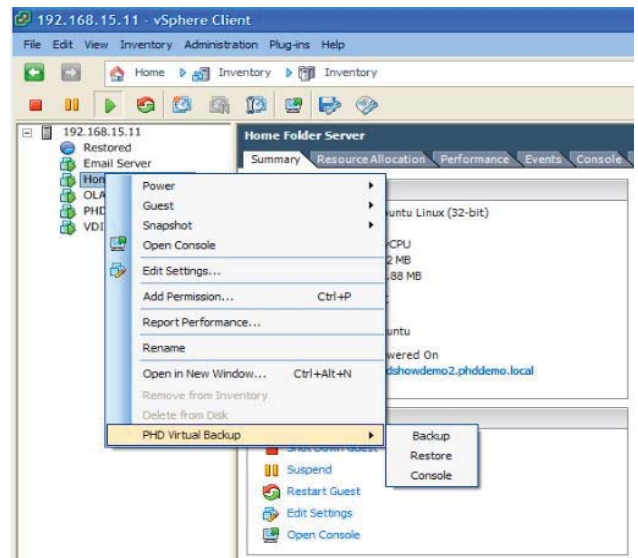 192.168.15.11 - vSphere Client
File Edit View Inventory Administration Plug-ins Help
Home Inventory Inventory
192.168.15.11
Restored
Email Server
Hom
OLA
PHD
VDI
Home Folder Server
Summary Resource Allocation Performance Events Console
Power
Guest
Snapshot
Open Console
Edit Settings...
Add Permission... Ctrl+P
Report Performance...
Rename
Open in New Window... Ctrl+Alt+N
Remove from Inventory
Delete from Disk
PHD Virtual Backup
Backup
Restore
Console
untu Linux (32-bit)
CPU
2 MB
.88 MB
untu
wered On
dshowdemo2.phddemo.local
Shut Down Guest
Suspend
Restart Guest
Edit Settings
Open Console